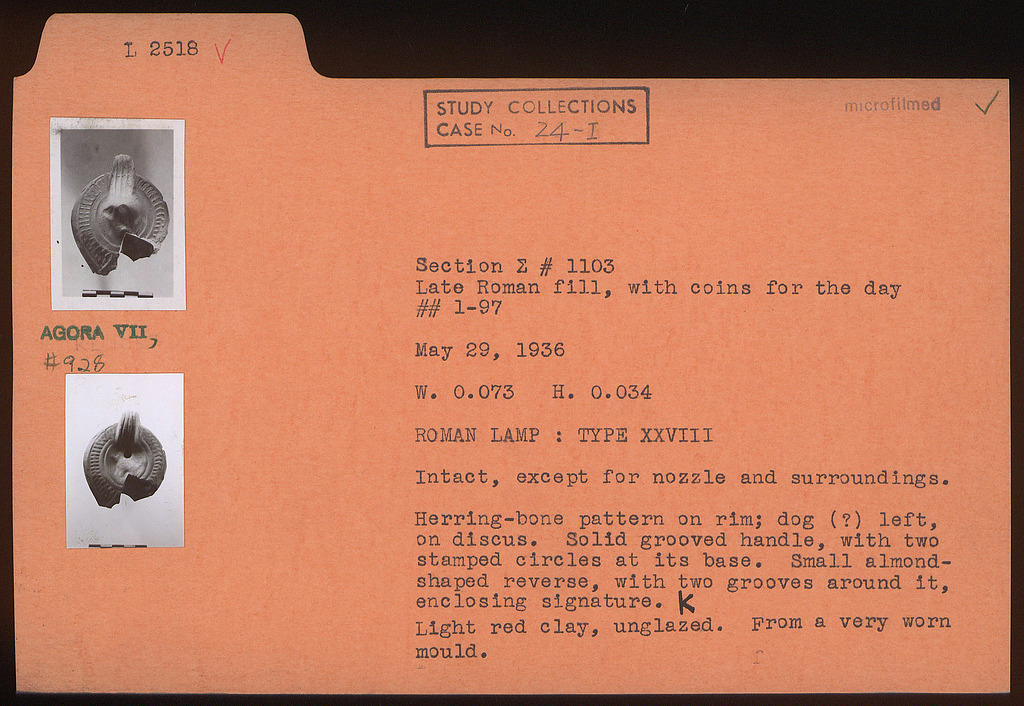 L 2518 ✓
STUDY COLLECTIONS
CASE No. 24-I
microfilmed ✓
AGORA VII,
#928
Section Σ # 1103
Late Roman fill, with coins for the day
## 1-97
May 29, 1936
W. 0.073 H. 0.034
ROMAN LAMP : TYPE XXVIII
Intact, except for nozzle and surroundings.
Herring-bone pattern on rim; dog (?) left,
on discus. Solid grooved handle, with two
stamped circles at its base. Small almond-
shaped reverse, with two grooves around it,
enclosing signature. K
Light red clay, unglazed. From a very worn
mould.